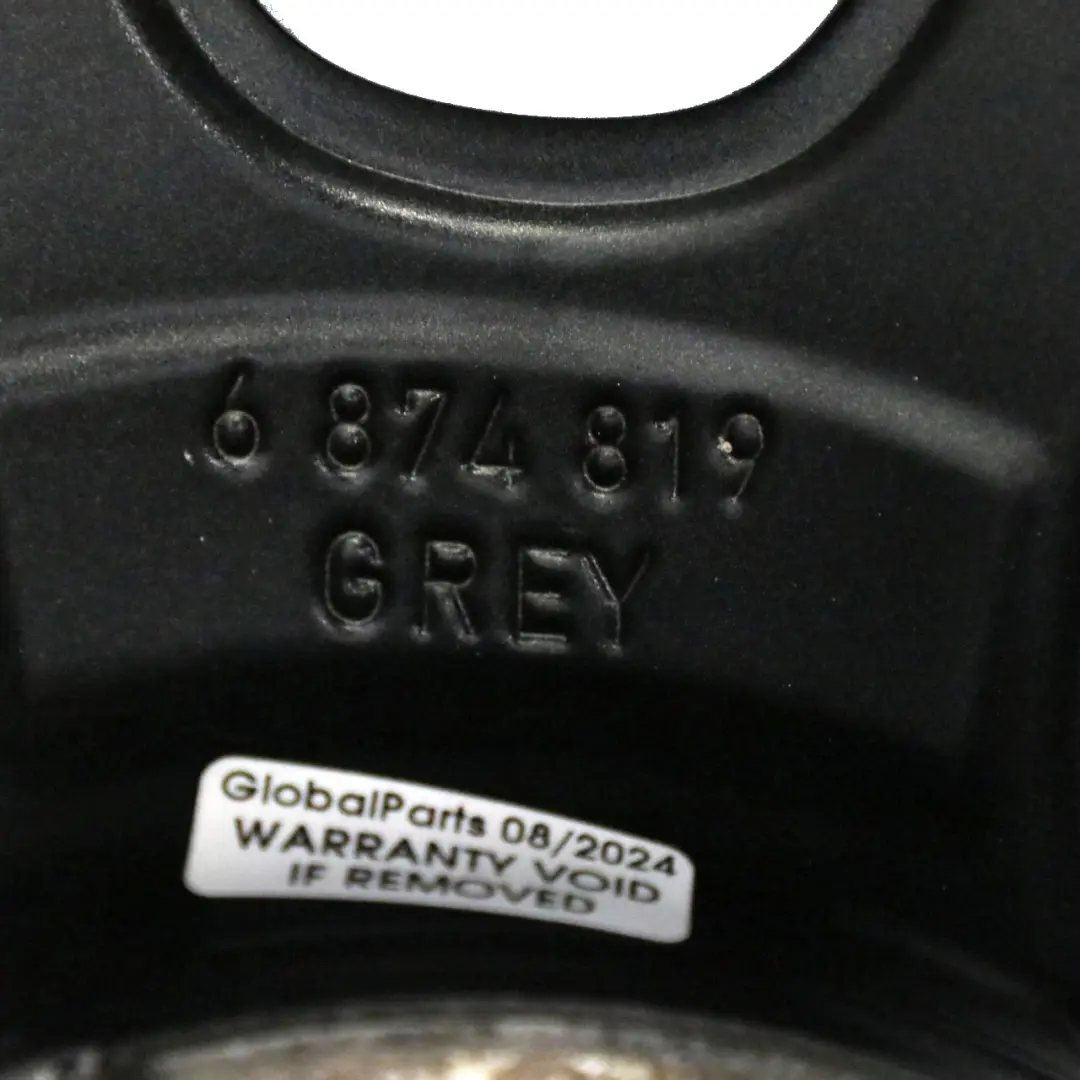 6 874 819
GREY
GlobalParts 08/2024
WARRANTY VOID
IF REMOVED